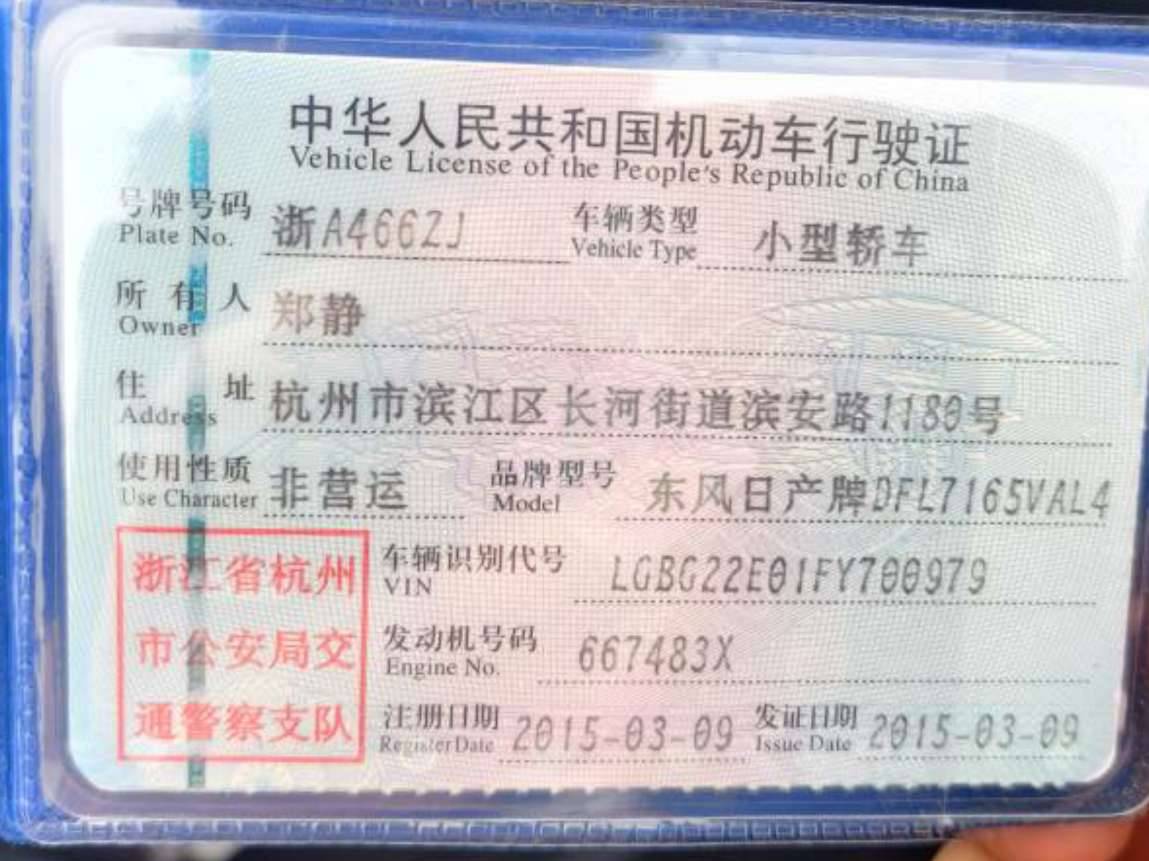 中华人民共和国机动车行驶证
Vehicle License of the People's Republic of China
号牌号码 浙A466ZJ 车辆类型 小型轿车
Plate No. Vehicle Type
所有人 郑静
Owner
住址 杭州市滨江区长河街道滨安路1180号
Address
使用性质 非营运 品牌型号 东风日产牌DFL7165VAL4
Use Character Model
浙江省杭州 车辆识别代号 LGBG22E01FY700979
VIN
市公安局交 发动机号码 667483X
Engine No.
通警察支队 注册日期 2015-03-09 发证日期 2015-03-09
Register Date Issue Date